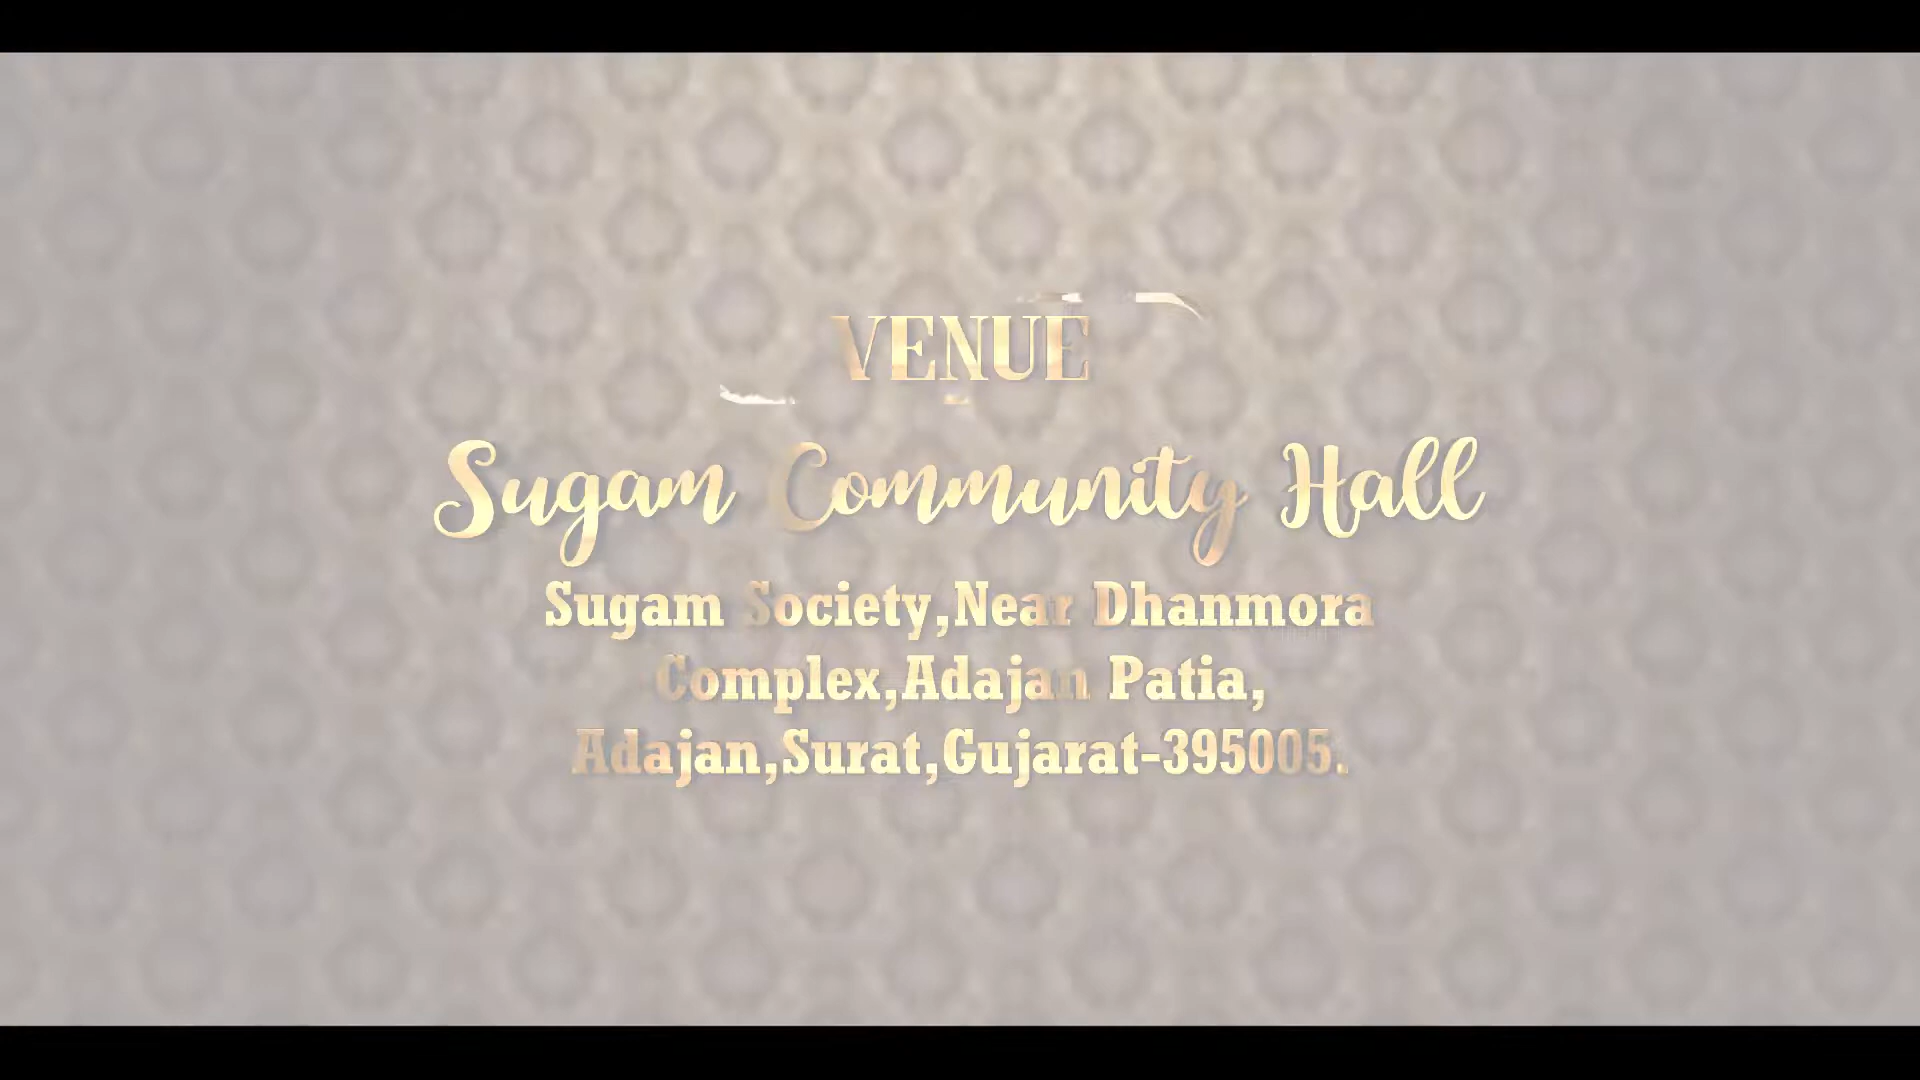 VENUE
Sugam Community Hall
Sugam Society,Near Dhanmora
Complex,Adajan Patia,
Adajan,Surat,Gujarat-395005.